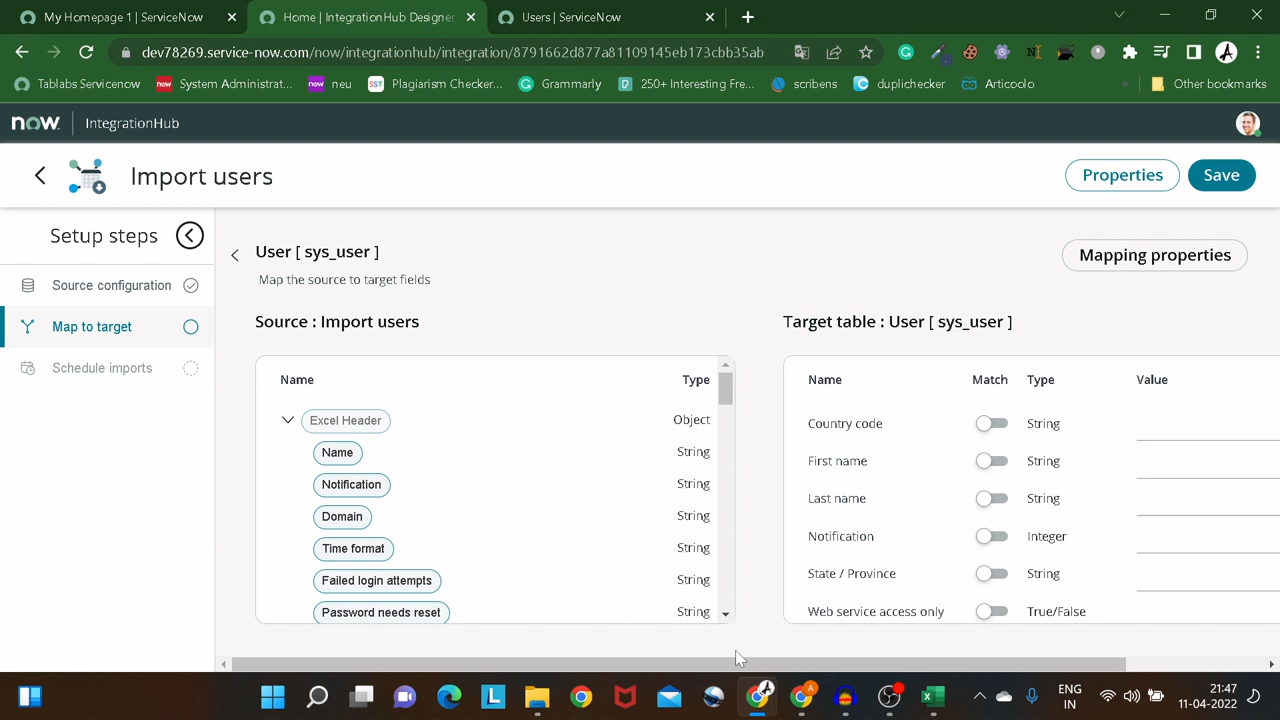 My Homepage 1 | ServiceNow
Home | IntegrationHub Designer
Users | ServiceNow
dev78269.service-now.com/now/integrationhub/integration/8791662d877a81109145eb173cbb35ab
Tablabs Servicenow
System Administrat...
neu
Plagiarism Checker...
Grammarly
250+ Interesting Fre...
scribens
duplichecker
Articoolo
Other bookmarks
now
IntegrationHub
Import users
Properties
Save
Setup steps
Source configuration
Map to target
Schedule imports
User [ sys_user ]
Map the source to target fields
Mapping properties
Source : Import users
Name Type
Excel Header Object
Name String
Notification String
Domain String
Time format String
Failed login attempts String
Password needs reset String
Target table : User [ sys_user ]
Name Match Type Value
Country code String
First name String
Last name String
Notification Integer
State / Province String
Web service access only True/False
ENG
IN
21:47
11-04-2022